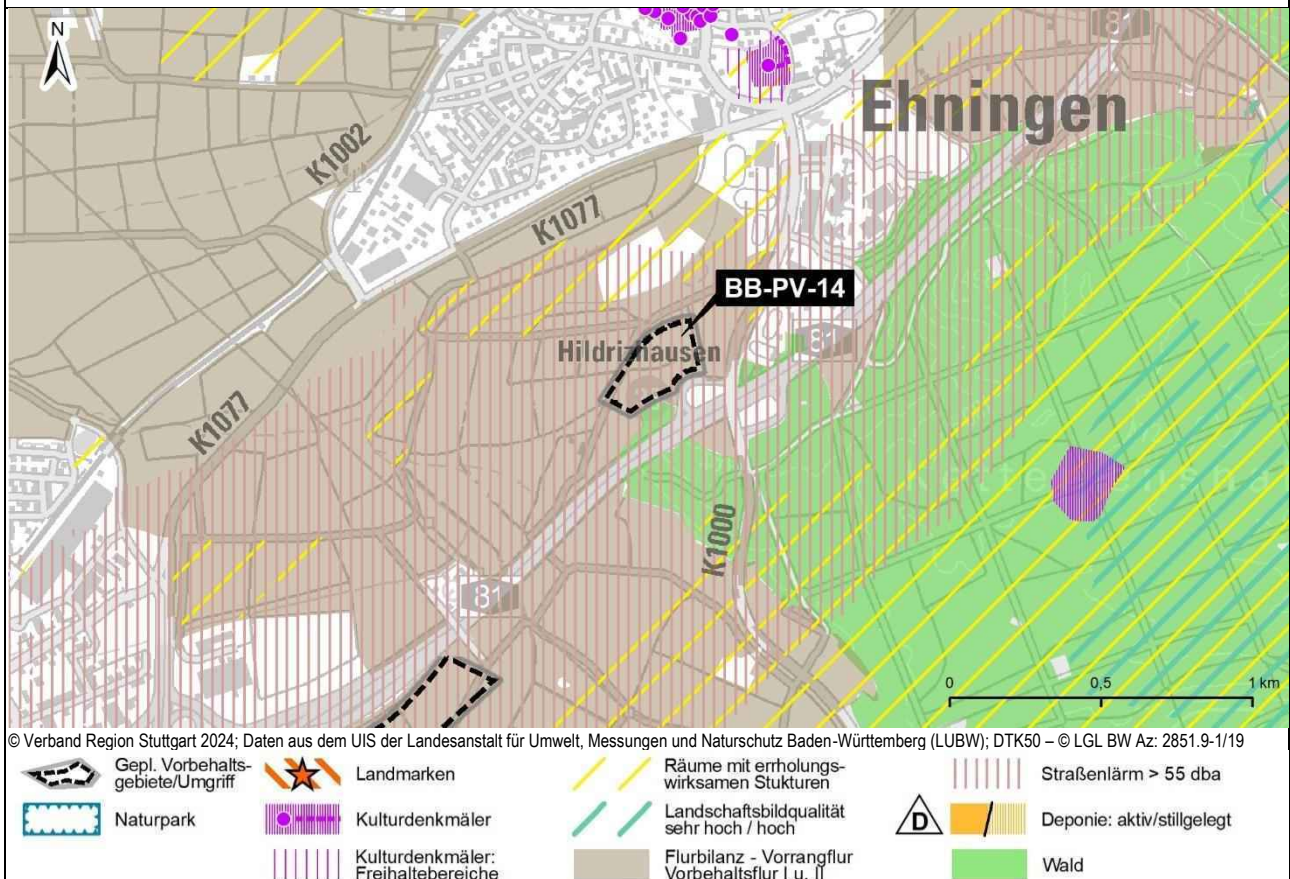 N
81
Ehningen
K1002
K1077
BB-PV-14
Hildrizhausen
81
K1077
K1000
81
0 0,5 1 km
© Verband Region Stuttgart 2024; Daten aus dem UIS der Landesanstalt für Umwelt, Messungen und Naturschutz Baden-Württemberg (LUBW); DTK50 – © LGL BW Az: 2851.9-1/19
Gepl. Vorbehalts-
gebiete/Umgriff
Landmarken
Räume mit errholungs-
wirksamen Stukturen
Straßenlärm > 55 dba
Naturpark
Kulturdenkmäler
Landschaftsbildqualität
sehr hoch / hoch
D
Deponie: aktiv/stillgelegt
Kulturdenkmäler:
Freihaltebereiche
Flurbilanz - Vorrangflur
Vorbehaltsflur I u. II
Wald